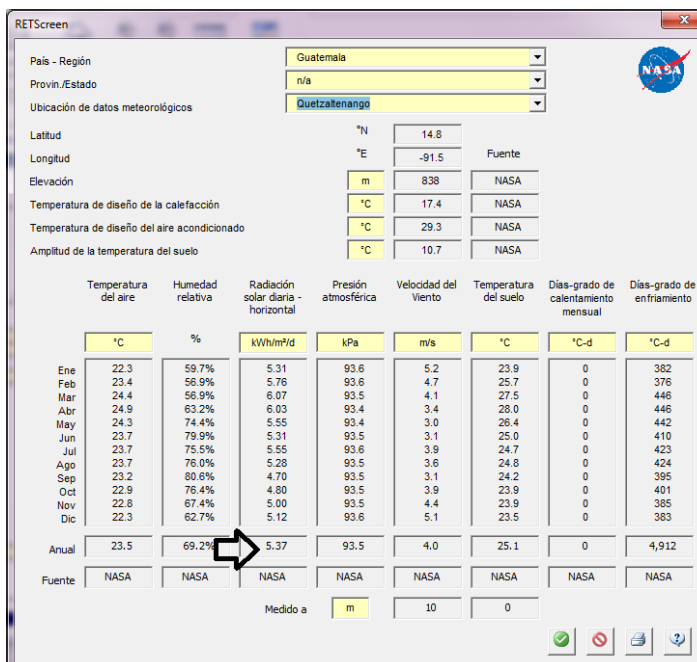 RETScreen
País - Región Guatemala
NASA
Provin./Estado n/a
Ubicación de datos meteorológicos Quetzaltenango
Latitud °N 14.8
Longitud °E -91.5 Fuente
Elevación m 838 NASA
Temperatura de diseño de la calefacción °C 17.4 NASA
Temperatura de diseño del aire acondicionado °C 29.3 NASA
Amplitud de la temperatura del suelo °C 10.7 NASA
Temperatura Humedad Radiación Presión Velocidad del Temperatura Días-grado de Días-grado de
del aire relativa solar diaria - atmosférica Viento del suelo calentamiento enfriamiento
horizontal mensual
°C % kWh/m²/d kPa m/s °C °C-d °C-d
Ene 22.3 59.7% 5.31 93.6 5.2 23.9 0 382
Feb 23.4 56.9% 5.76 93.6 4.7 25.7 0 376
Mar 24.4 56.9% 6.07 93.5 4.1 27.5 0 446
Abr 24.9 63.2% 6.03 93.4 3.4 28.0 0 446
May 24.3 74.4% 5.55 93.4 3.0 26.4 0 442
Jun 23.7 79.9% 5.31 93.5 3.1 25.0 0 410
Jul 23.7 75.5% 5.55 93.6 3.9 24.7 0 423
Ago 23.7 76.0% 5.28 93.5 3.6 24.8 0 424
Sep 23.2 80.6% 4.70 93.5 3.1 24.2 0 395
Oct 22.9 76.4% 4.80 93.5 3.9 23.9 0 401
Nov 22.8 67.4% 5.00 93.5 4.4 23.9 0 385
Dic 22.3 62.7% 5.12 93.6 5.1 23.5 0 383
Anual 23.5 69.2% 5.37 93.5 4.0 25.1 0 4,912
Fuente NASA NASA NASA NASA NASA NASA NASA NASA
Medido a m 10 0